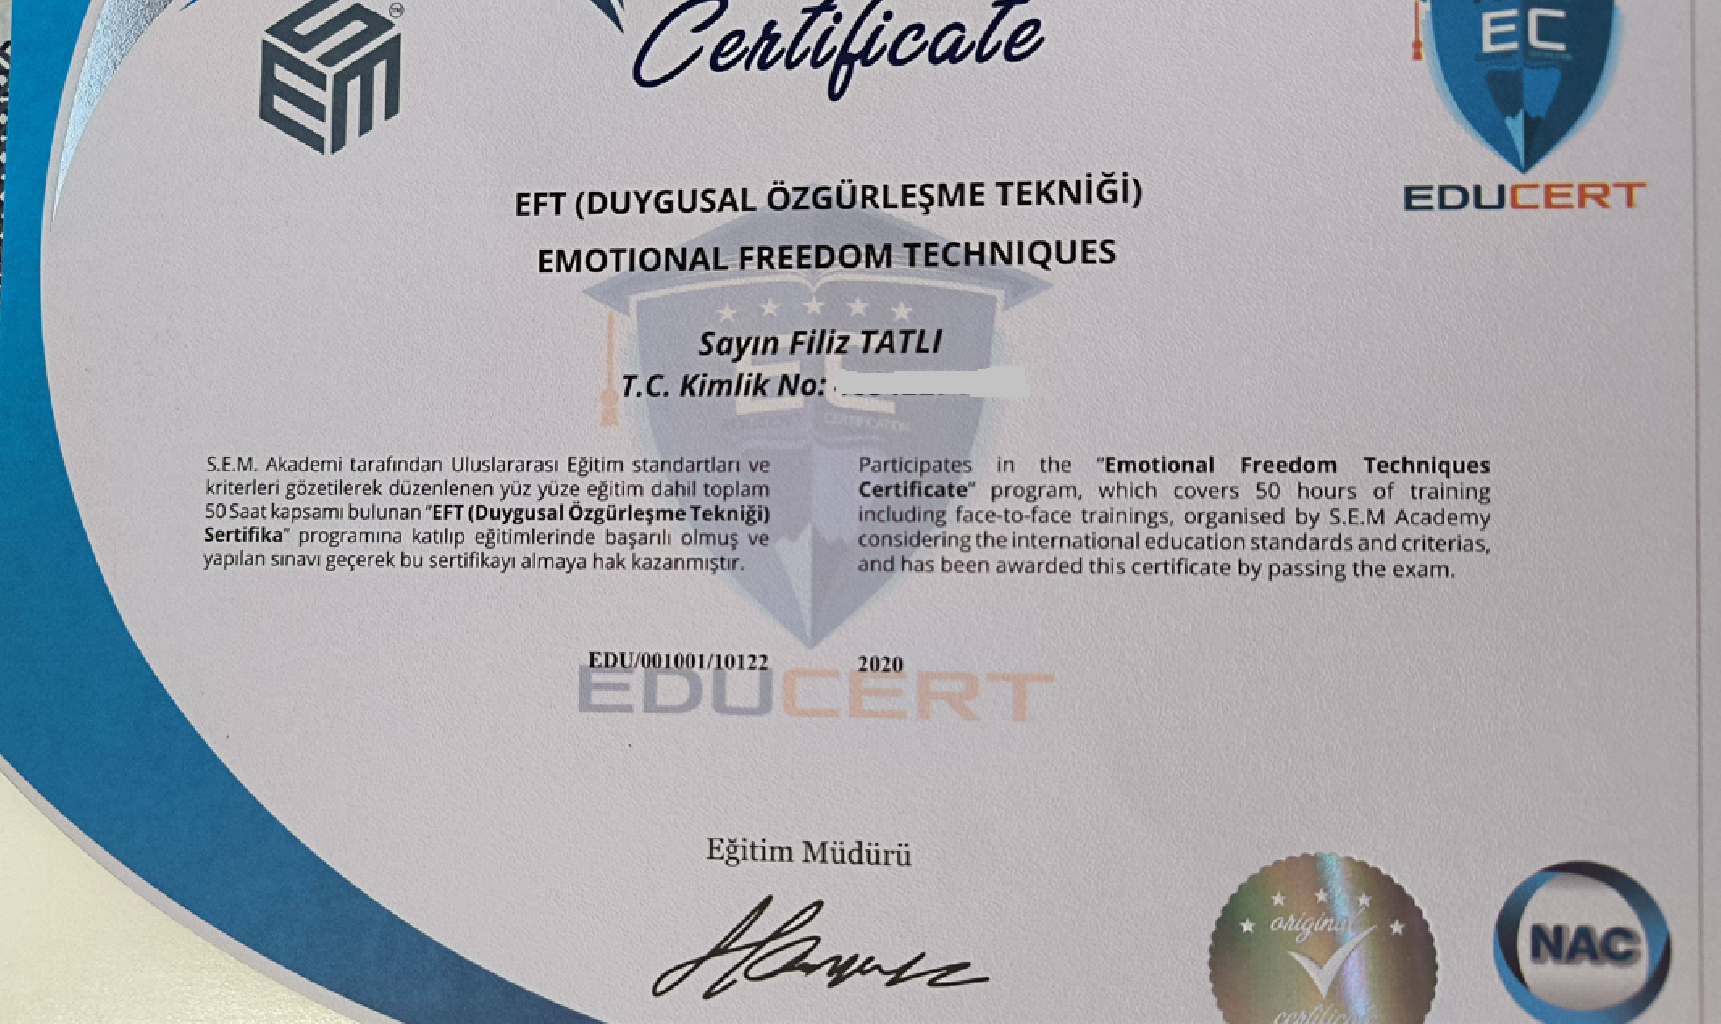 SEM
TM
Certificate
EC
EDUCERT
EFT (DUYGUSAL ÖZGÜRLEŞME TEKNİĞİ)
EMOTIONAL FREEDOM TECHNIQUES
Sayın Filiz TATLI
T.C. Kimlik No:
EC
CERTIFICATION
S.E.M. Akademi tarafından Uluslararası Eğitim standartları ve
kriterleri gözetilerek düzenlenen yüz yüze eğitim dahil toplam
50 Saat kapsamı bulunan "EFT (Duygusal Özgürleşme Tekniği)
Sertifika" programına katılıp eğitimlerinde başarılı olmuş ve
yapılan sınavı geçerek bu sertifikayı almaya hak kazanmıştır.
Participates in the "Emotional Freedom Techniques
Certificate" program, which covers 50 hours of training
including face-to-face trainings, organised by S.E.M Academy
considering the international education standards and criterias,
and has been awarded this certificate by passing the exam.
EDU/001001/10122 2020
EDUCERT
Eğitim Müdürü
original
certificate
NAC